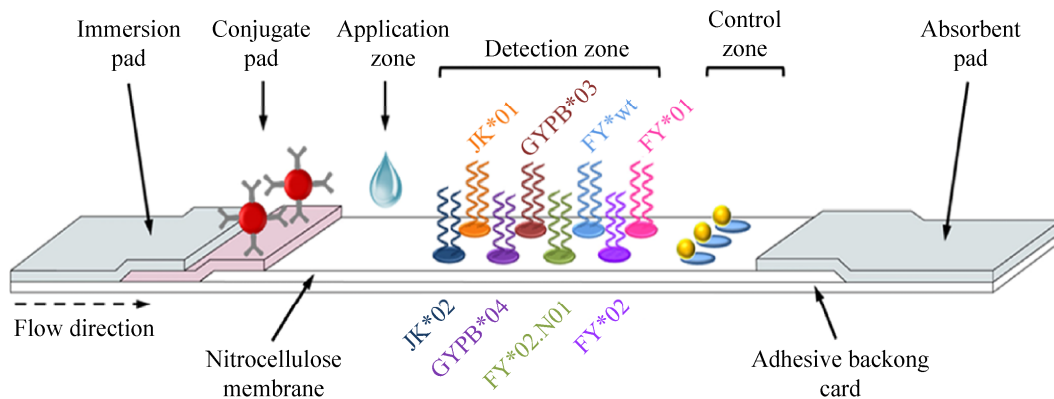 Immersion
pad
Conjugate
pad
Application
zone
Detection zone
Control
zone
Absorbent
pad
JK*01
GYPB*03
FY*wt
FY*01
JK*02
GYPB*04
FY*02.N01
FY*02
Flow direction
Nitrocellulose
membrane
Adhesive backong
card